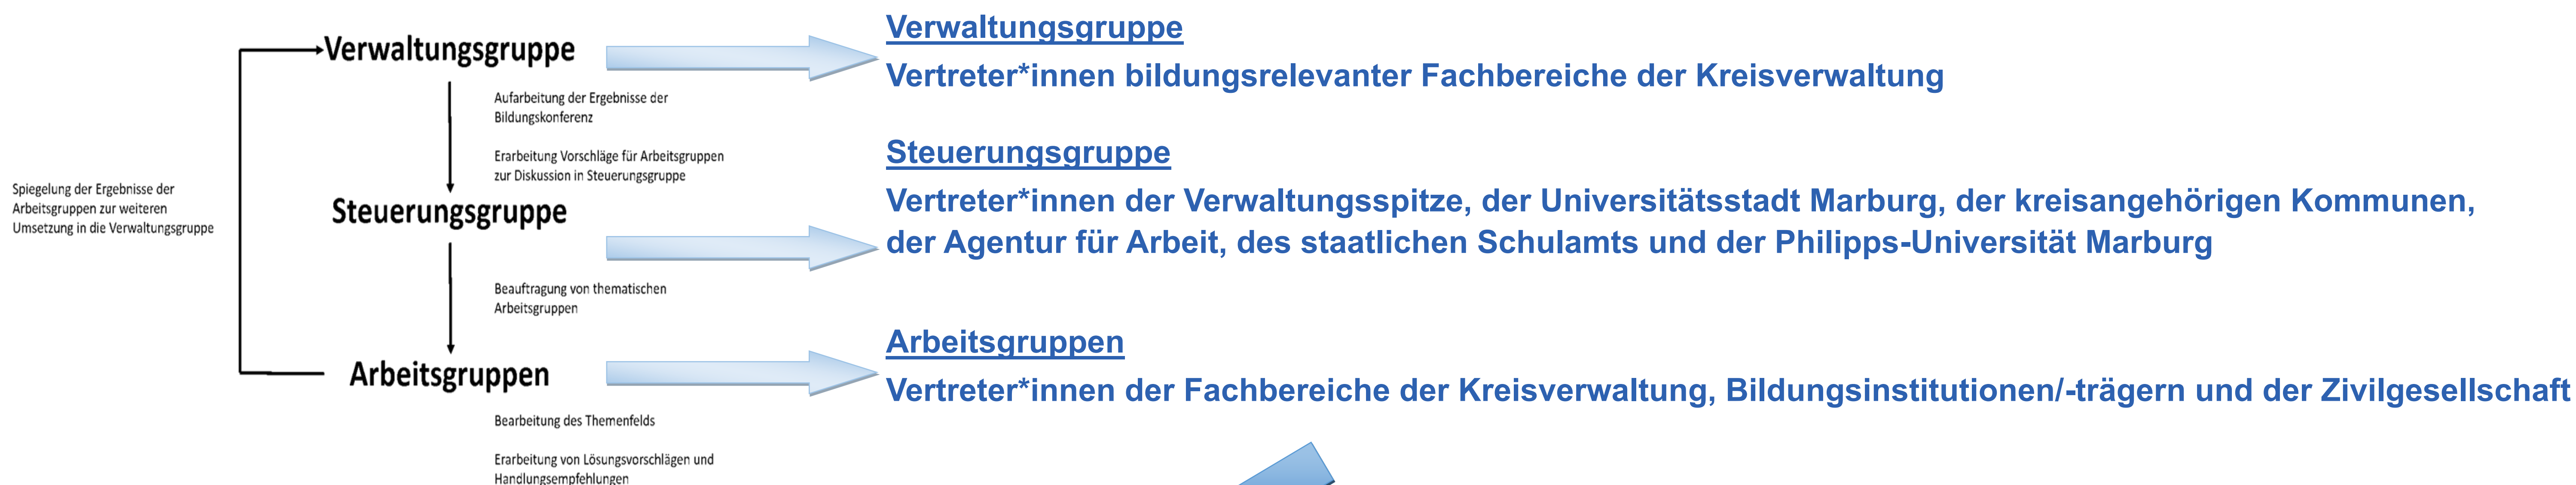 Verwaltungsgruppe
Aufarbeitung der Ergebnisse der
Bildungskonferenz
Erarbeitung Vorschläge für Arbeitsgruppen
zur Diskussion in Steuerungsgruppe
Spiegelung der Ergebnisse der
Arbeitsgruppen zur weiteren
Umsetzung in die Verwaltungsgruppe
Steuerungsgruppe
Beauftragung von thematischen
Arbeitsgruppen
Arbeitsgruppen
Bearbeitung des Themenfelds
Erarbeitung von Lösungsvorschlägen und
Handlungsempfehlungen
Verwaltungsgruppe
Vertreter*innen bildungsrelevanter Fachbereiche der Kreisverwaltung
Steuerungsgruppe
Vertreter*innen der Verwaltungsspitze, der Universitätsstadt Marburg, der kreisangehörigen Kommunen,
der Agentur für Arbeit, des staatlichen Schulamts und der Philipps-Universität Marburg
Arbeitsgruppen
Vertreter*innen der Fachbereiche der Kreisverwaltung, Bildungsinstitutionen/-trägern und der Zivilgesellschaft